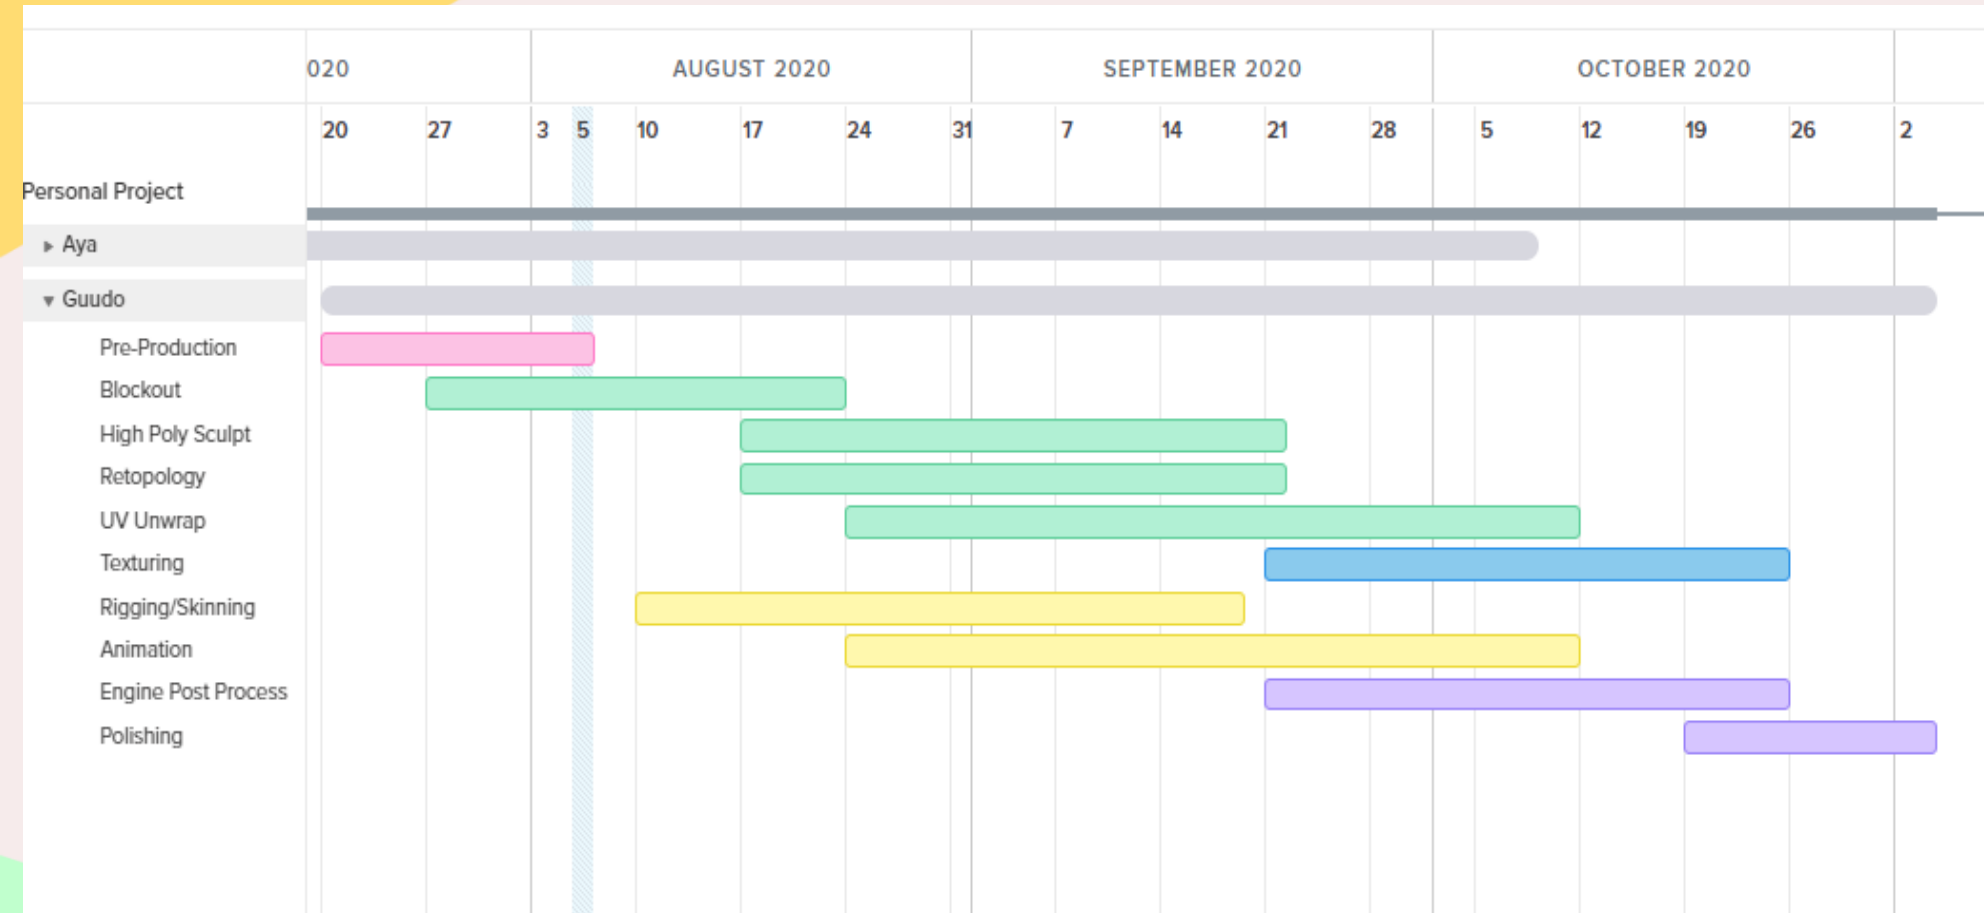 020 AUGUST 2020 SEPTEMBER 2020 OCTOBER 2020
20 27 3 5 10 17 24 31 7 14 21 28 5 12 19 26 2
Personal Project
Aya
Guudo
Pre-Production
Blockout
High Poly Sculpt
Retopology
UV Unwrap
Texturing
Rigging/Skinning
Animation
Engine Post Process
Polishing